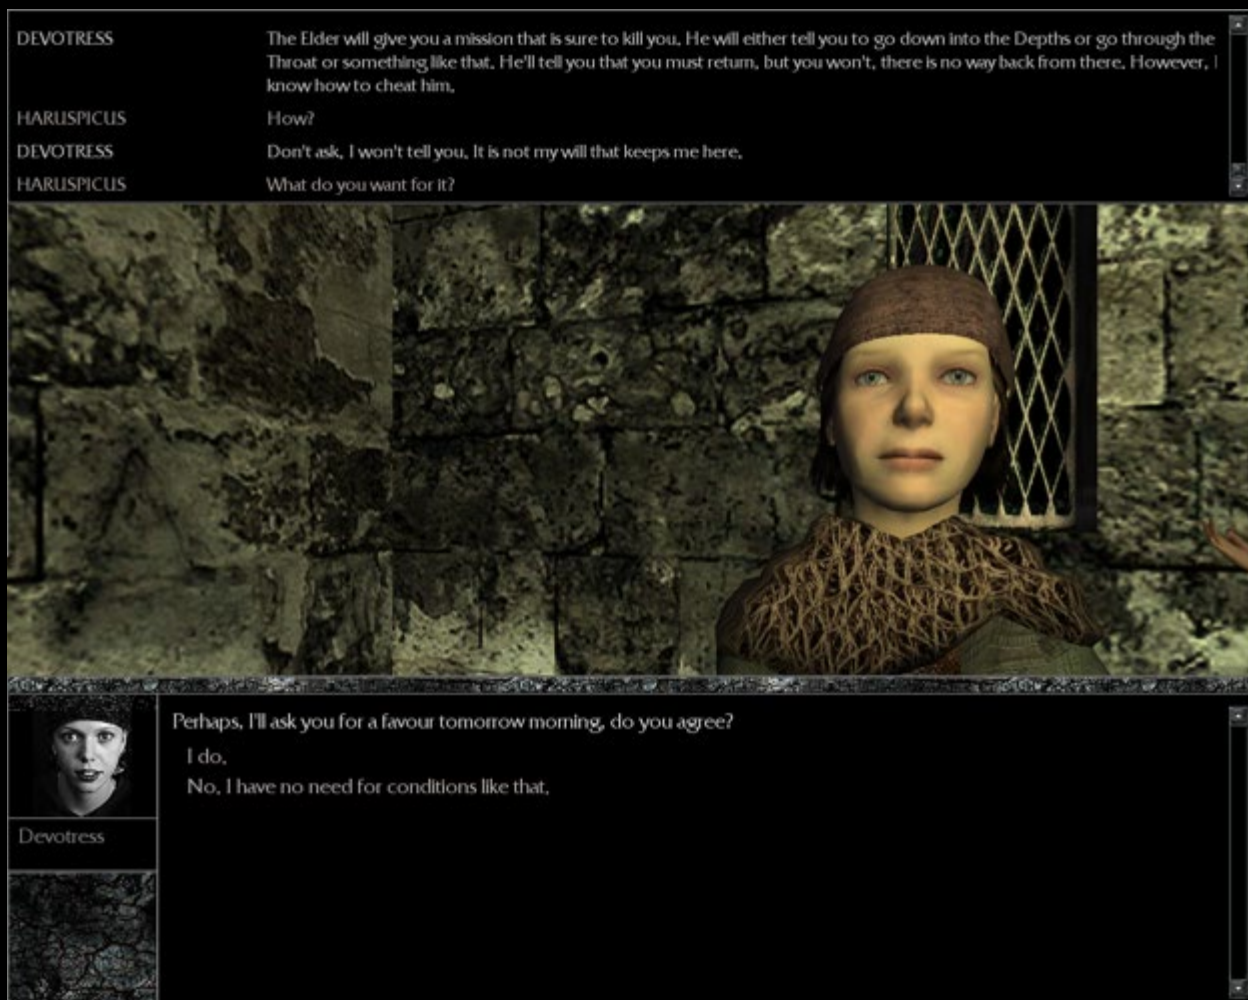 DEVOTRESS The Elder will give you a mission that is sure to kill you. He will either tell you to go down into the Depths or go through the
Throat or something like that. He'll tell you that you must return, but you won't, there is no way back from there. However, I
know how to cheat him.
HARUSPICUS How?
DEVOTRESS Don't ask. I won't tell you. It is not my will that keeps me here.
HARUSPICUS What do you want for it?
Perhaps, I'll ask you for a favour tomorrow morning, do you agree?
I do.
No, I have no need for conditions like that.
Devotress